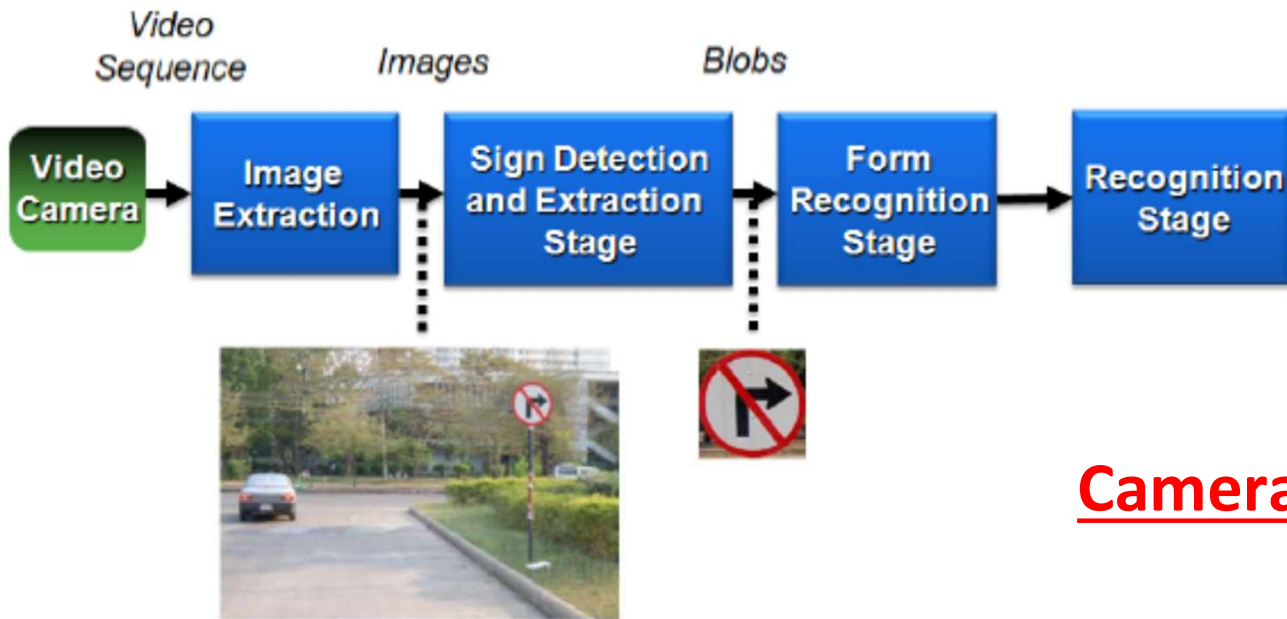 Video
Sequence
Images
Blobs
Video
Camera
Image
Extraction
Sign Detection
and Extraction
Stage
Form
Recognition
Stage
Recognition
Stage
Camera